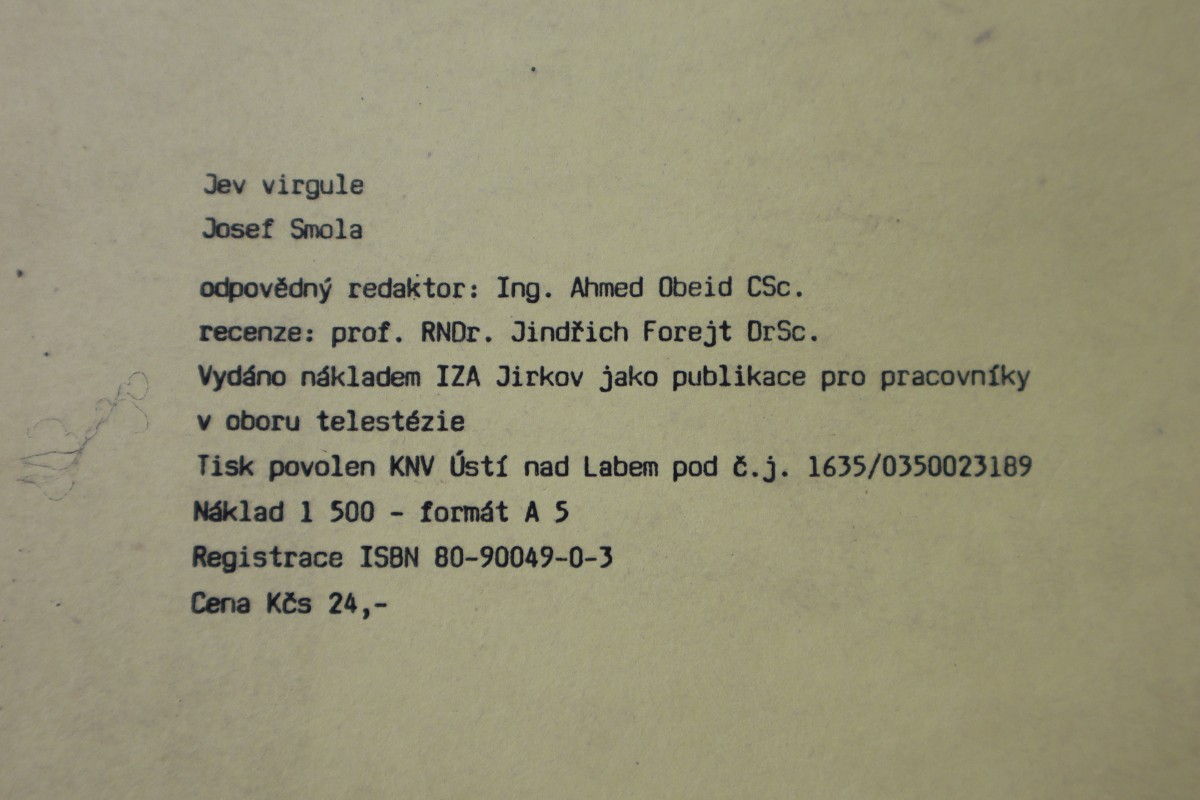 Jev virgule
Josef Smola
odpovědný redaktor: Ing. Ahmed Obeid CSc.
recenze: prof. RNDr. Jindřich Forejt DrSc.
Vydáno nákladem IZA Jirkov jako publikace pro pracovníky
v oboru telestézie
Tisk povolen KNV Ústí nad Labem pod č.j. 1635/0350023189
Náklad 1 500 - formát A 5
Registrace ISBN 80-90049-0-3
Cena Kčs 24,-